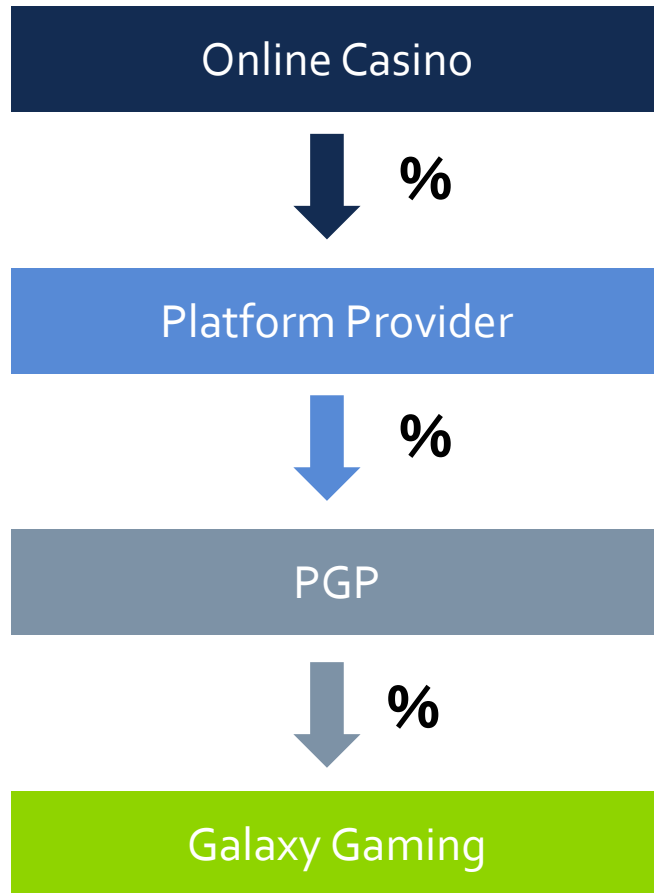 Online Casino
%
Platform Provider
%
PGP
%
Galaxy Gaming